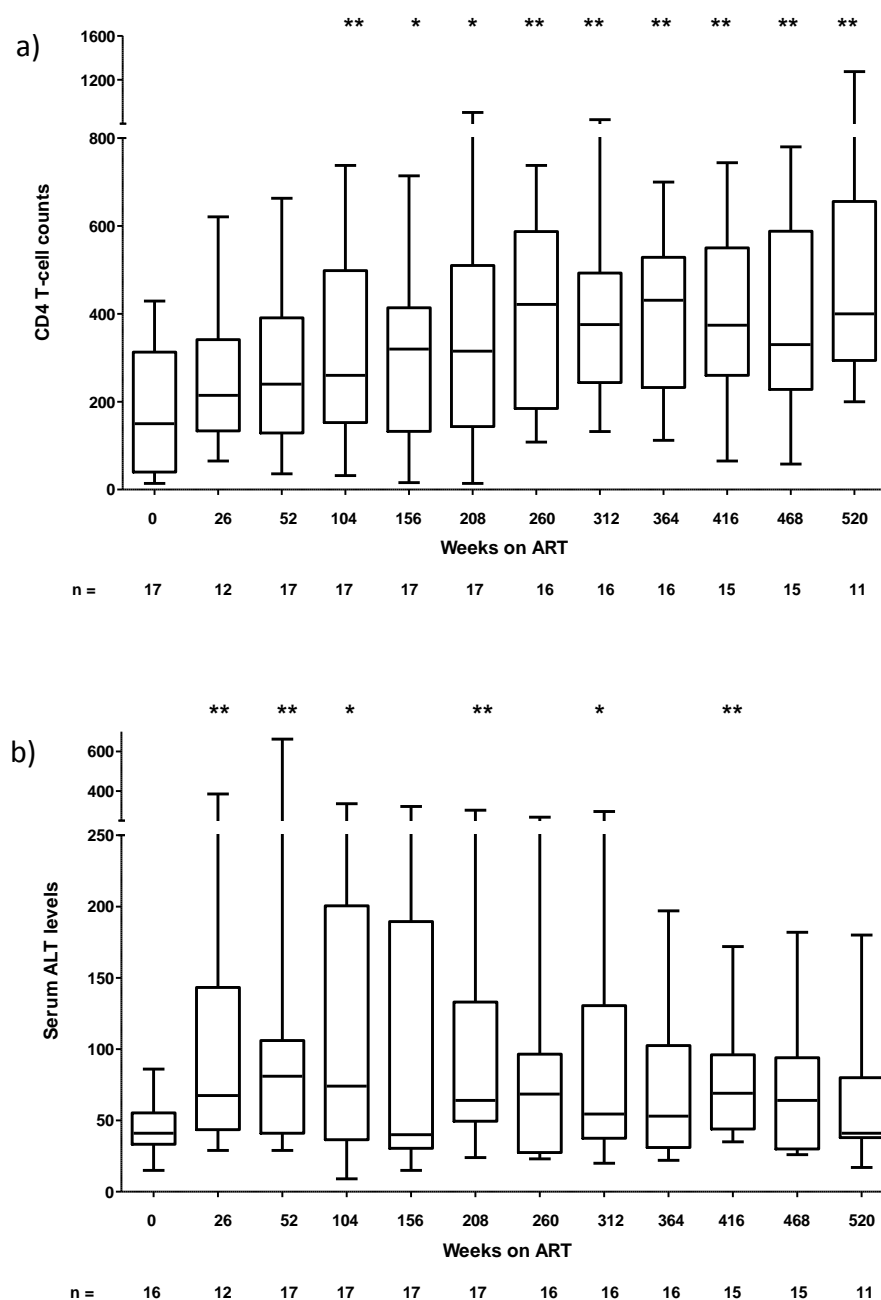 a)
** * * ** ** ** ** ** **
1600
1200
800
600
400
200
0
CD4 T-cell counts
0 26 52 104 156 208 260 312 364 416 468 520
Weeks on ART
n = 17 12 17 17 17 17 16 16 16 15 15 11
b)
** ** * ** * **
600
400
250
200
150
100
50
0
Serum ALT levels
0 26 52 104 156 208 260 312 364 416 468 520
Weeks on ART
n = 16 12 17 17 17 17 16 16 16 15 15 11